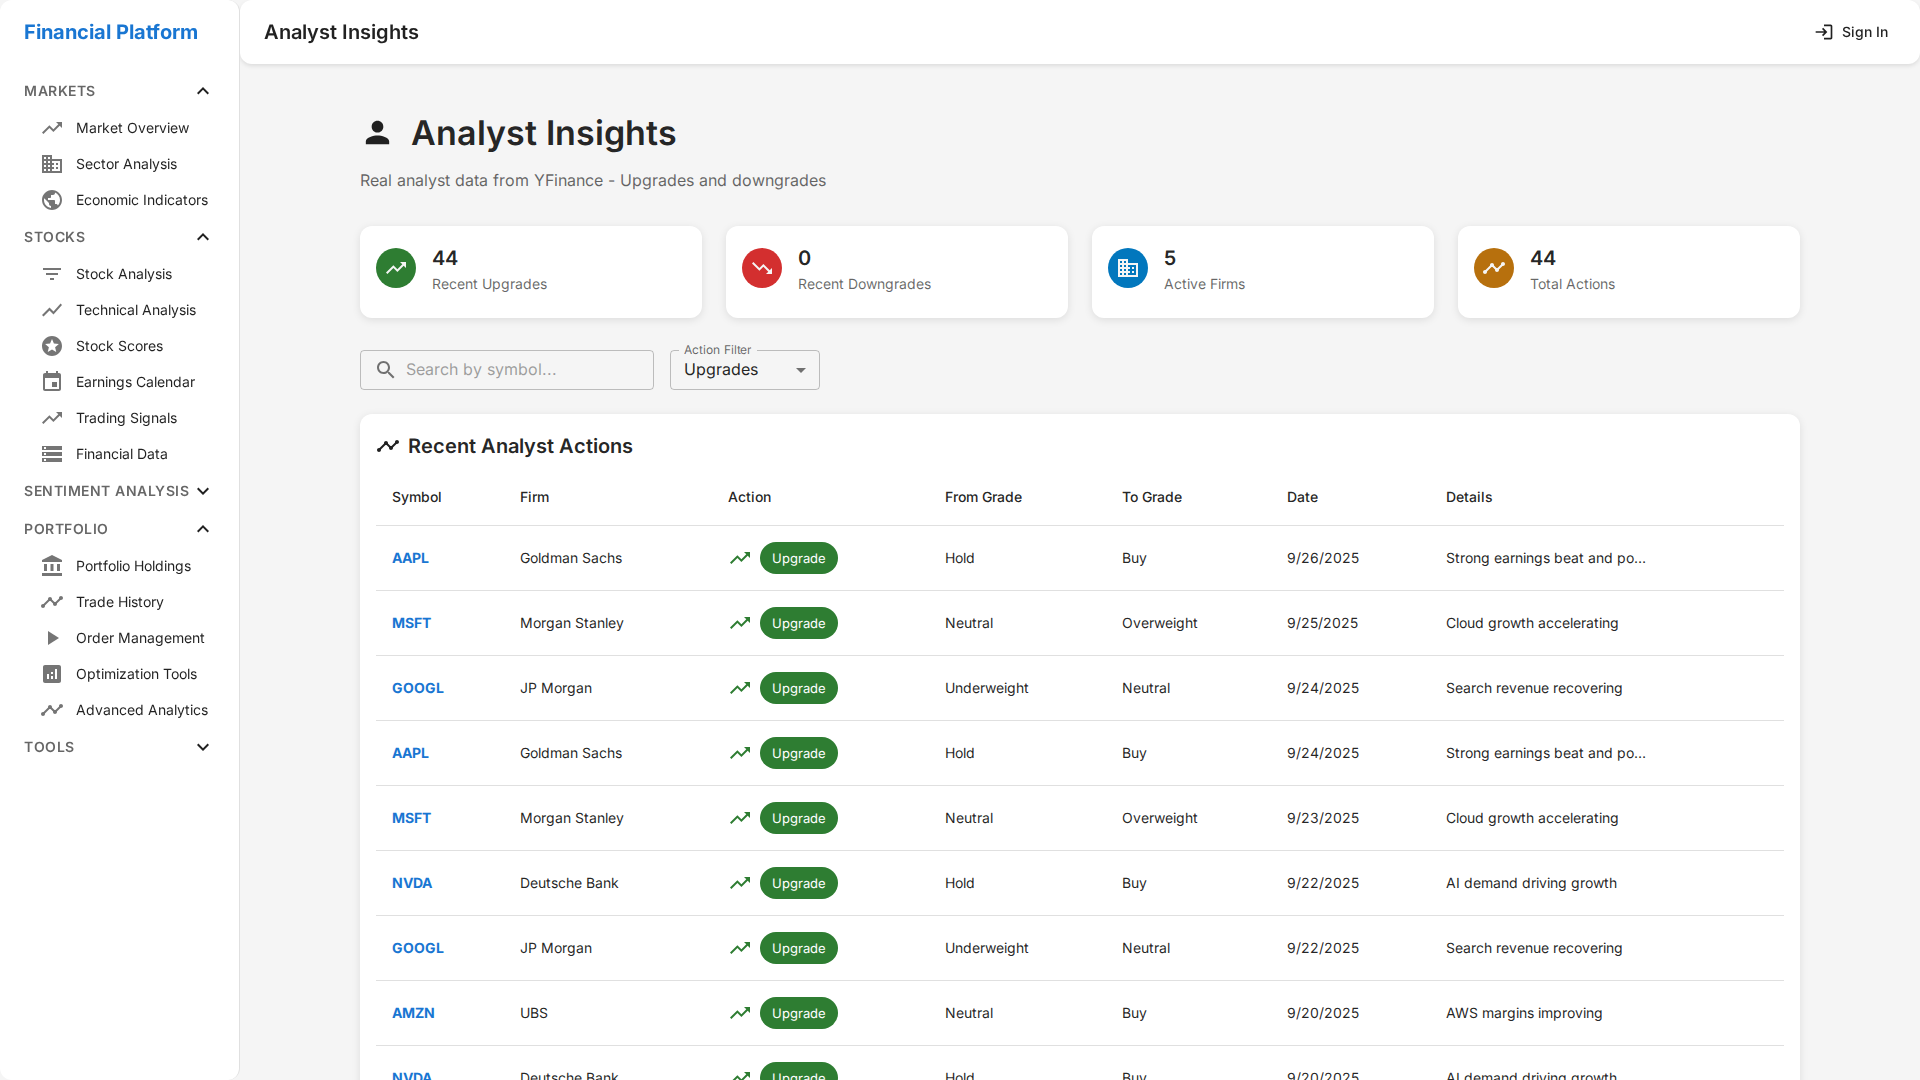 Financial Platform
Analyst Insights
Sign In
MARKETS
Market Overview
Sector Analysis
Economic Indicators
STOCKS
Stock Analysis
Technical Analysis
Stock Scores
Earnings Calendar
Trading Signals
Financial Data
SENTIMENT ANALYSIS
PORTFOLIO
Portfolio Holdings
Trade History
Order Management
Optimization Tools
Advanced Analytics
TOOLS
Analyst Insights
Real analyst data from YFinance - Upgrades and downgrades
44
Recent Upgrades
0
Recent Downgrades
5
Active Firms
44
Total Actions
Search by symbol...
Action Filter
Upgrades
Recent Analyst Actions
Symbol Firm Action From Grade To Grade Date Details
AAPL Goldman Sachs Upgrade Hold Buy 9/26/2025 Strong earnings beat and po...
MSFT Morgan Stanley Upgrade Neutral Overweight 9/25/2025 Cloud growth accelerating
GOOGL JP Morgan Upgrade Underweight Neutral 9/24/2025 Search revenue recovering
AAPL Goldman Sachs Upgrade Hold Buy 9/24/2025 Strong earnings beat and po...
MSFT Morgan Stanley Upgrade Neutral Overweight 9/23/2025 Cloud growth accelerating
NVDA Deutsche Bank Upgrade Hold Buy 9/22/2025 AI demand driving growth
GOOGL JP Morgan Upgrade Underweight Neutral 9/22/2025 Search revenue recovering
AMZN UBS Upgrade Neutral Buy 9/20/2025 AWS margins improving
NVDA Deutsche Bank Upgrade Hold Buy 9/20/2025 AI demand driving growth